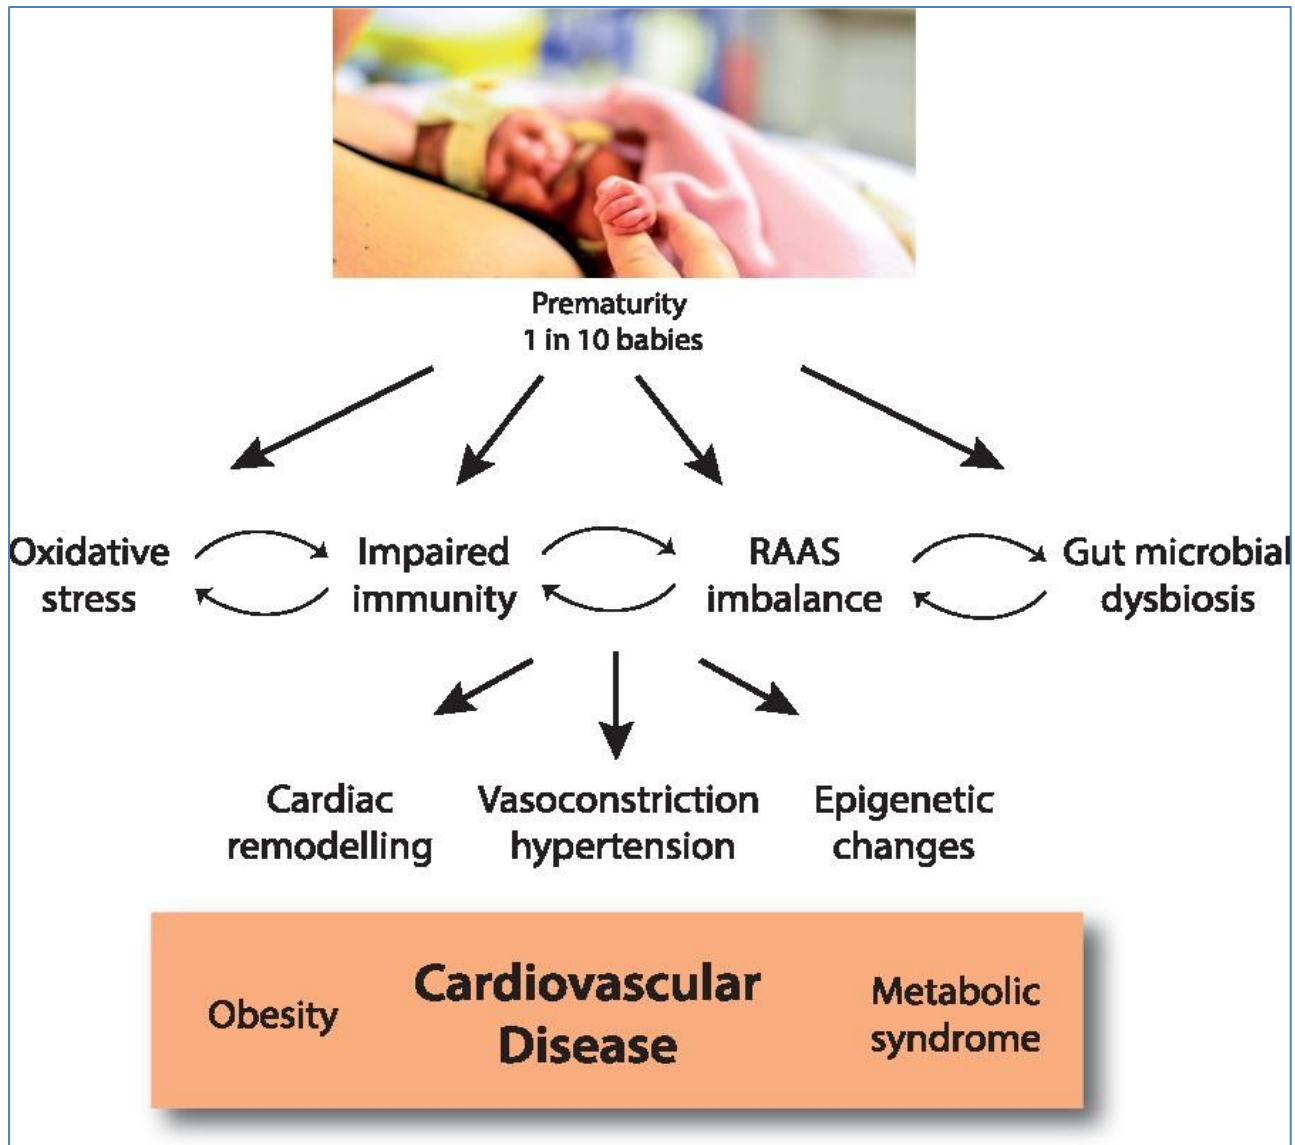 Prematurity
1 in 10 babies
Oxidative
stress
Impaired
immunity
RAAS
imbalance
Gut microbial
dysbiosis
Cardiac
remodelling
Vasoconstriction
hypertension
Epigenetic
changes
Obesity
Cardiovascular
Disease
Metabolic
syndrome